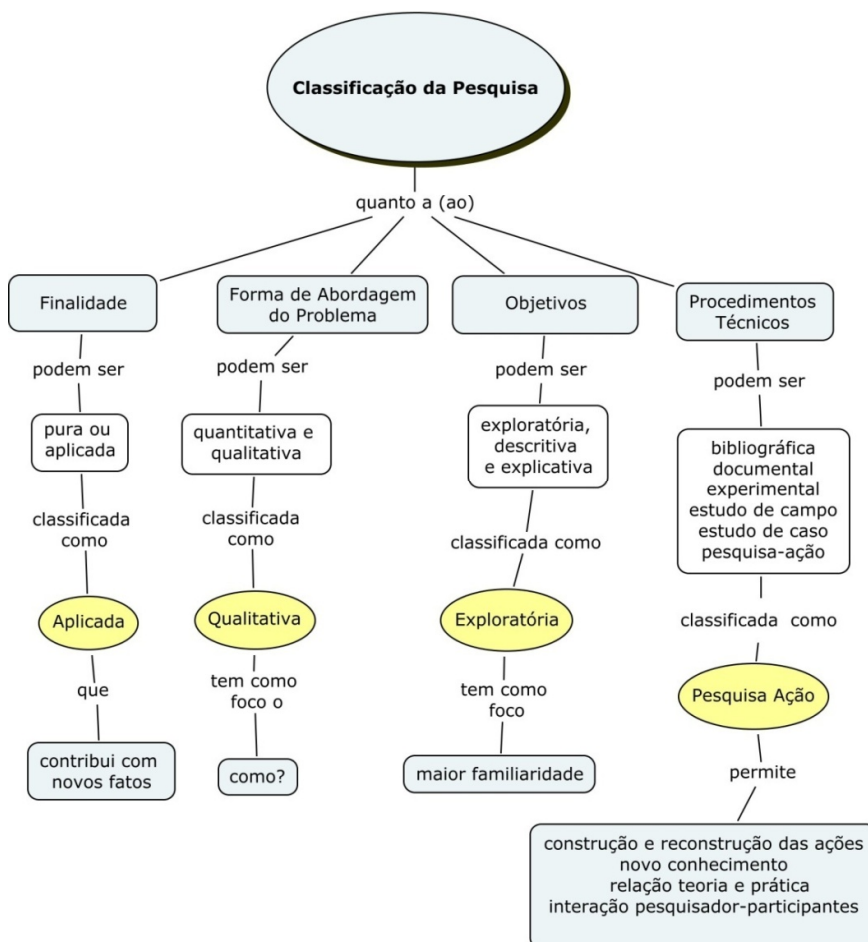 Classificação da Pesquisa
quanto a (ao)
Finalidade
Forma de Abordagem
do Problema
Objetivos
Procedimentos
Técnicos
podem ser
podem ser
podem ser
podem ser
pura ou
aplicada
quantitativa e
qualitativa
exploratória,
descritiva
e explicativa
bibliográfica
documental
experimental
estudo de campo
estudo de caso
pesquisa-ação
classificada
como
classificada
como
classificada como
classificada como
Aplicada
Qualitativa
Exploratória
Pesquisa Ação
que
tem como
foco o
tem como
foco
permite
contribui com
novos fatos
como?
maior familiaridade
construção e reconstrução das ações
novo conhecimento
relação teoria e prática
interação pesquisador-participantes